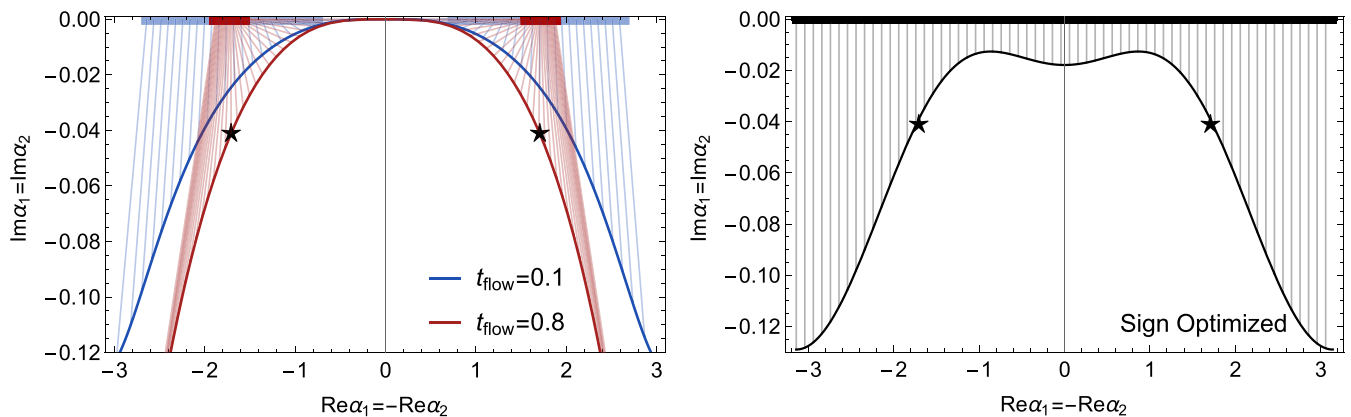 0.00
−0.02
−0.04
−0.06
−0.08
−0.10
−0.12
Imα₁=Imα₂
−3 −2 −1 0 1 2 3
Reα₁=−Reα₂
t_flow=0.1
t_flow=0.8
0.00
−0.02
−0.04
−0.06
−0.08
−0.10
−0.12
Imα₁=Imα₂
−3 −2 −1 0 1 2 3
Reα₁=−Reα₂
Sign Optimized